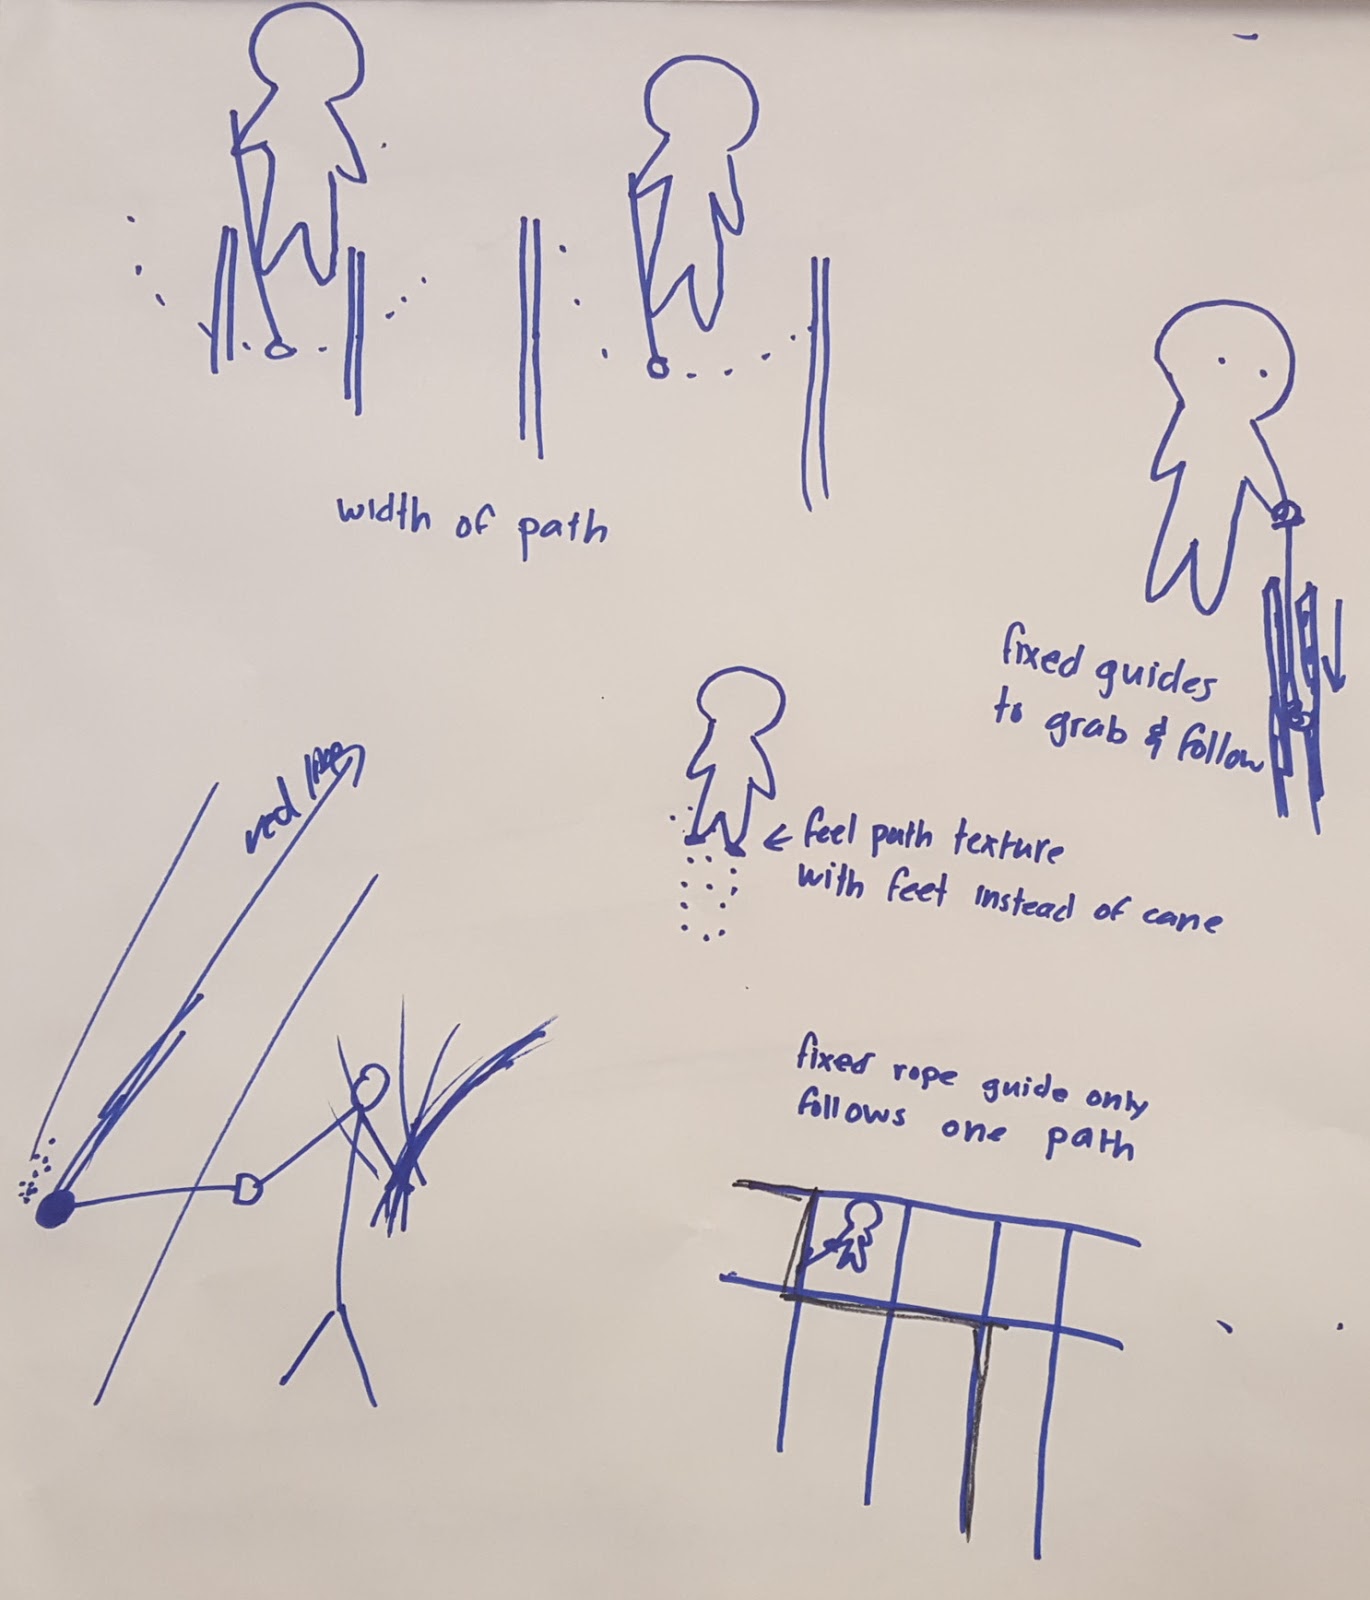 width of path
fixed guides
to grab & follow
feel path texture
with feet instead of cane
red
fixed rope guide only
follows one path